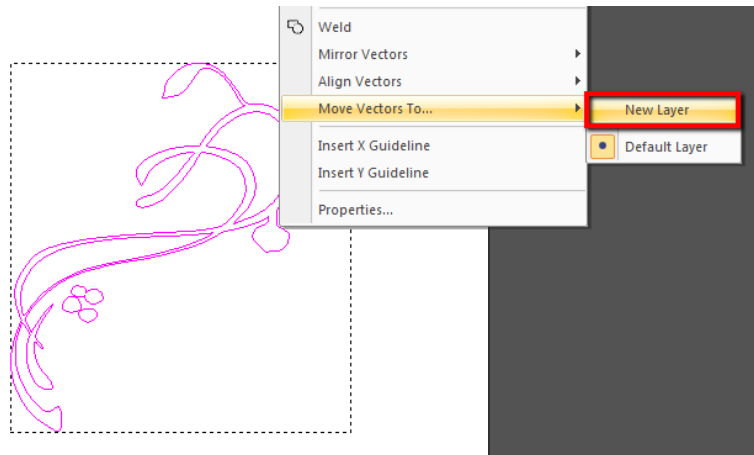 Weld
Mirror Vectors
Align Vectors
Move Vectors To...
New Layer
Default Layer
Insert X Guideline
Insert Y Guideline
Properties...